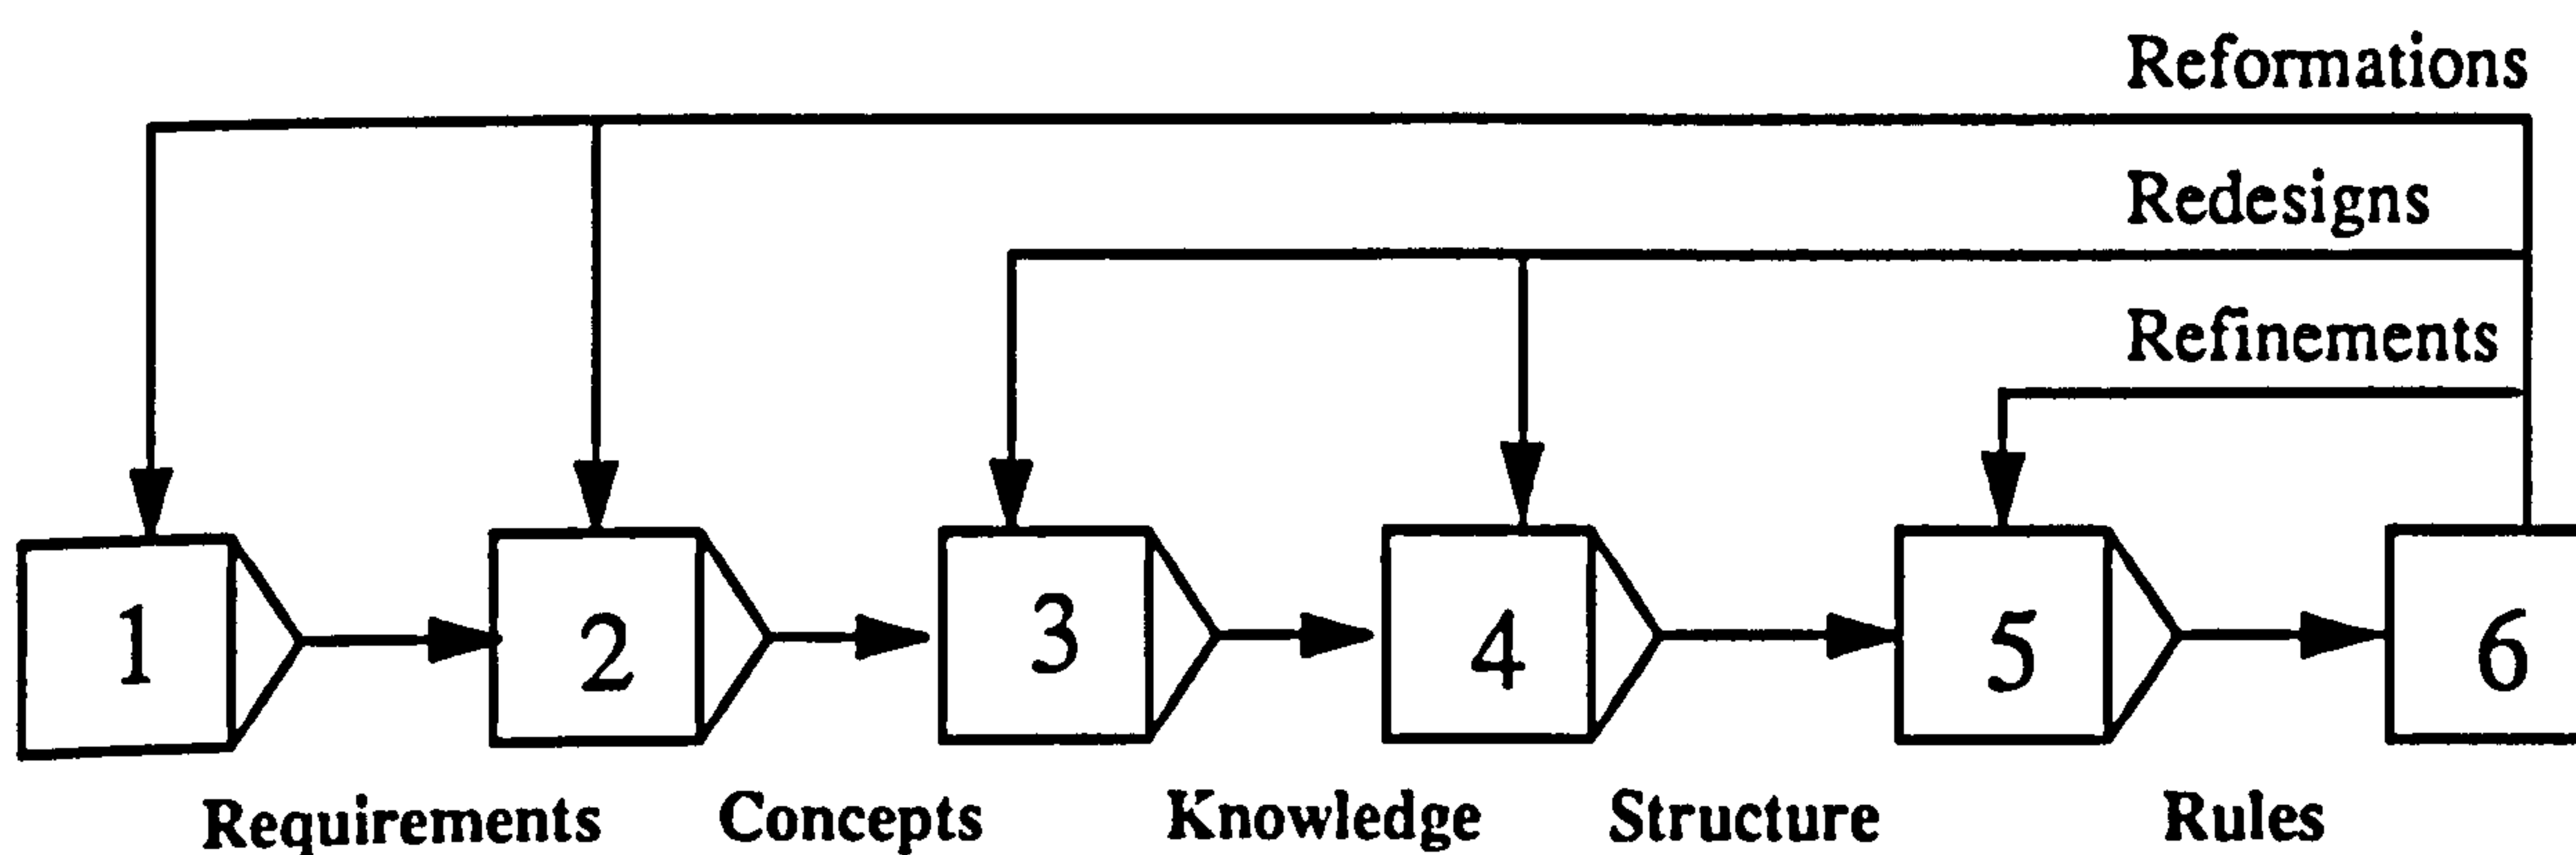 Reformations
Redesigns
Refinements
1 2 3 4 5 6
Requirements Concepts Knowledge Structure Rules